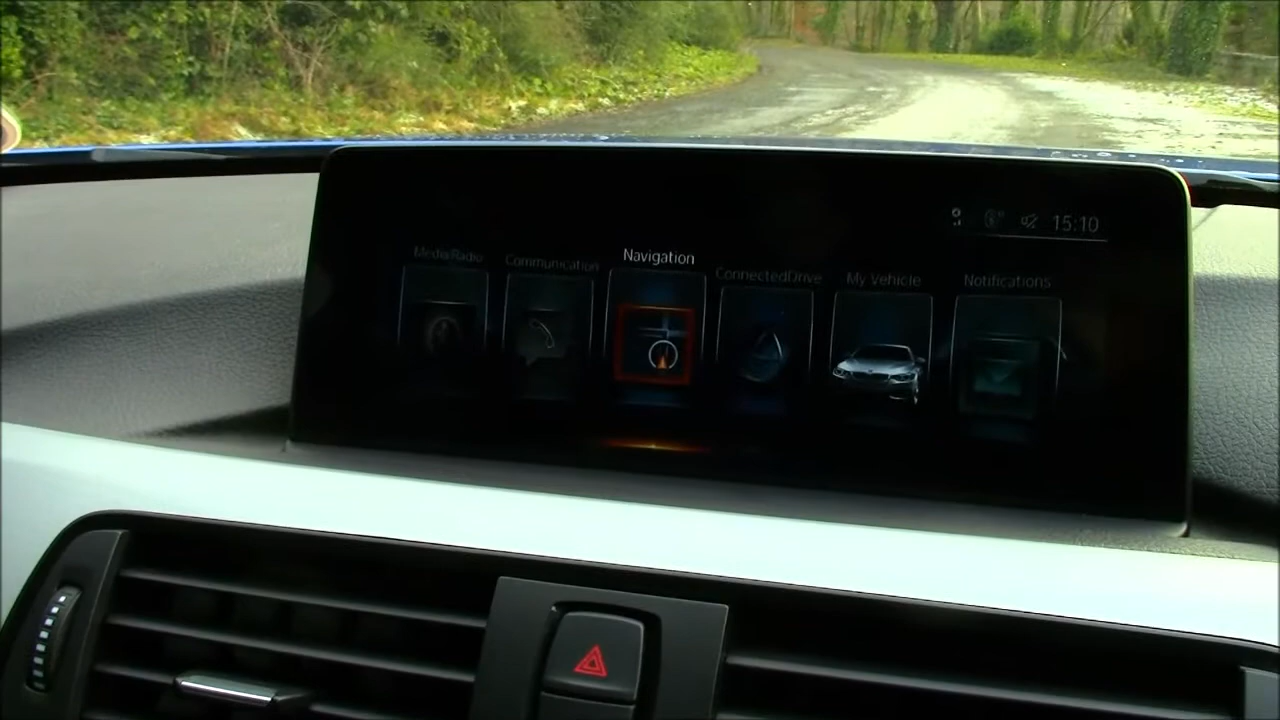 15:10
Media/Radio
Communication
Navigation
ConnectedDrive
My Vehicle
Notifications